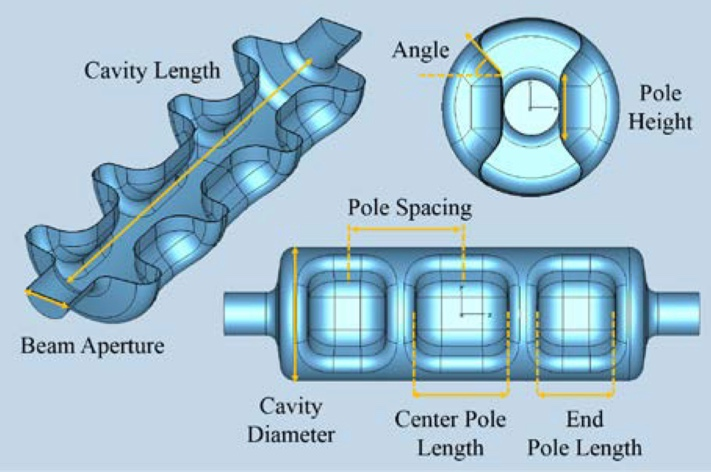 Cavity Length
Angle
Pole
Height
Pole Spacing
Beam Aperture
Cavity
Diameter
Center Pole
Length
End
Pole Length